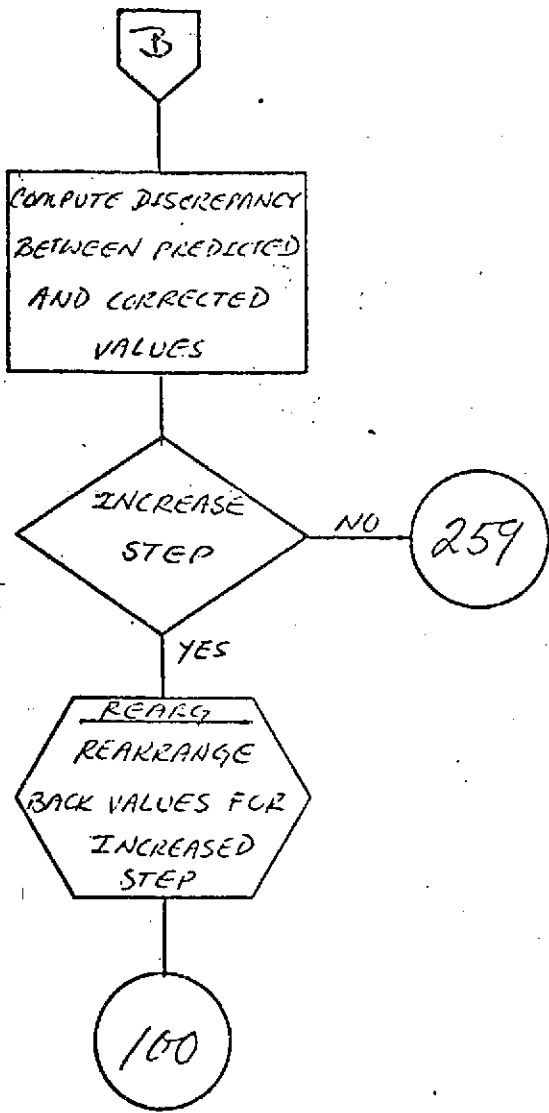 B
COMPUTE DISCREPANCY
BETWEEN PREDICTED
AND CORRECTED
VALUES
INCREASE
STEP
NO
259
YES
REARG
REARRANGE
BACK VALUES FOR
INCREASED
STEP
100